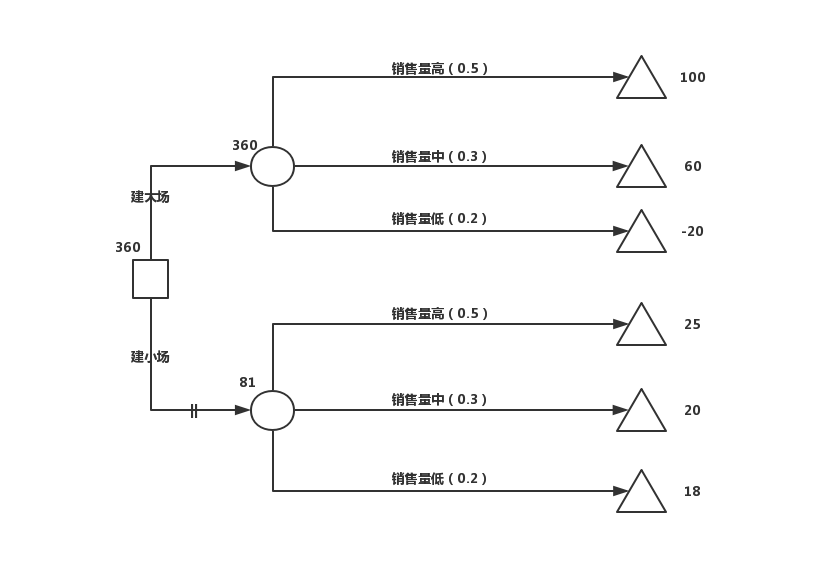 销售量高（0.5）
100
360
销售量中（0.3）
60
建大场
销售量低（0.2）
-20
360
销售量高（0.5）
25
建小场
81
销售量中（0.3）
20
销售量低（0.2）
18